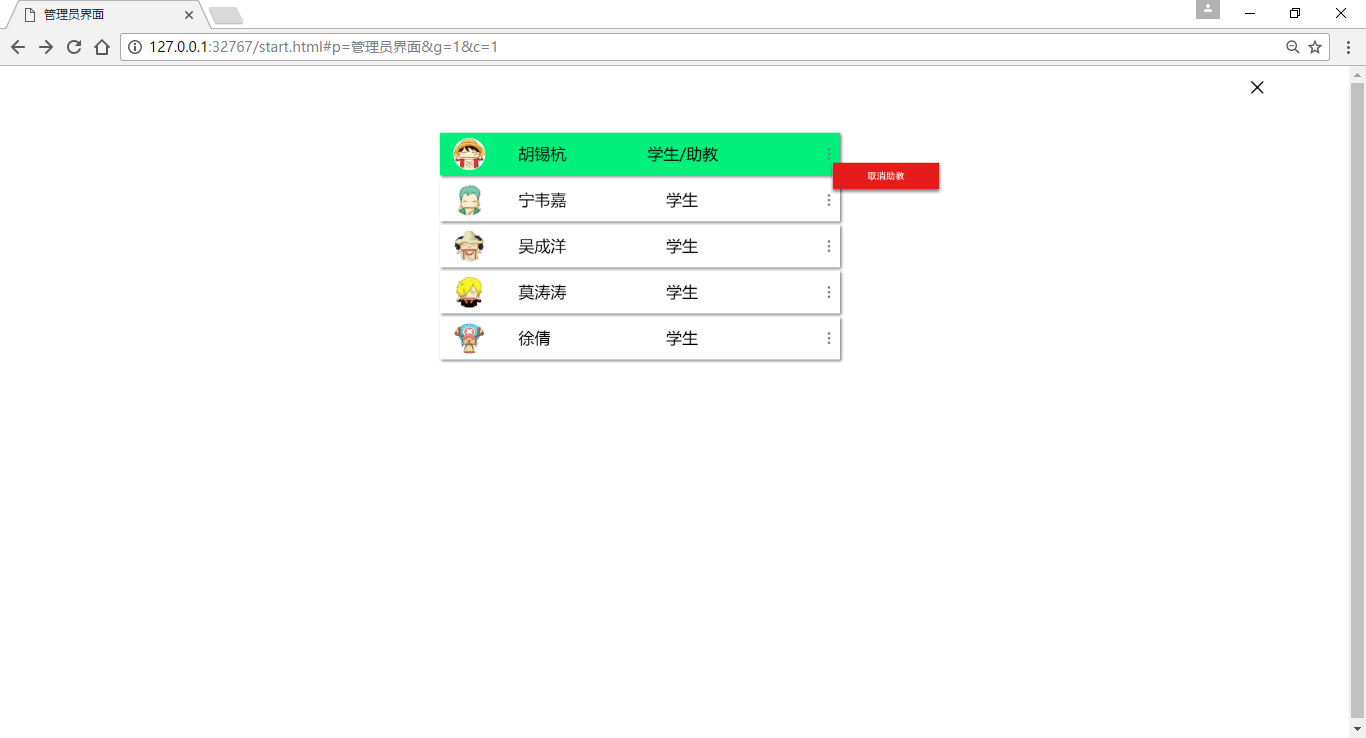 管理员界面
127.0.0.1:32767/start.html#p=管理员界面&g=1&c=1
胡锡杭 学生/助教
取消助教
宁韦嘉 学生
吴成洋 学生
莫涛涛 学生
徐倩 学生